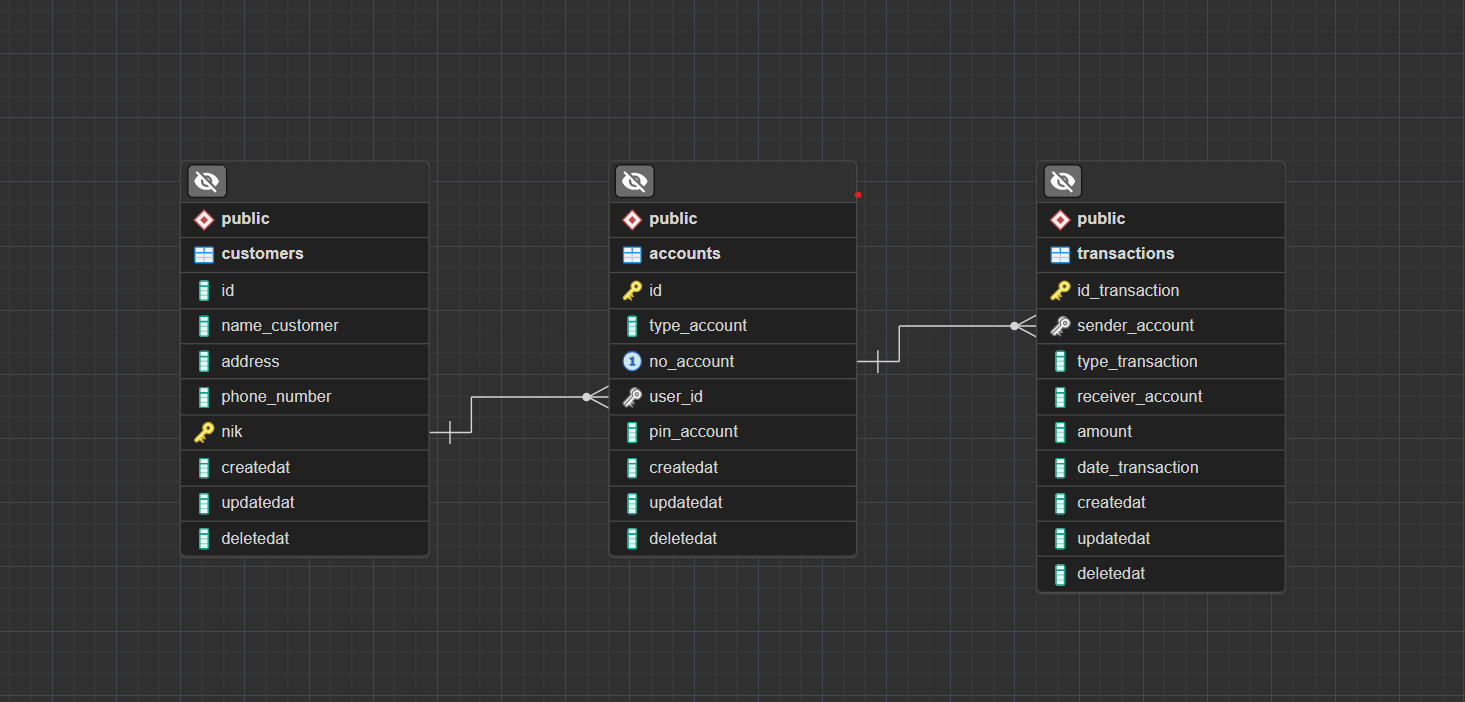 public
customers
id
name_customer
address
phone_number
nik
createdat
updatedat
deletedat
public
accounts
id
type_account
1 no_account
user_id
pin_account
createdat
updatedat
deletedat
public
transactions
id_transaction
sender_account
type_transaction
receiver_account
amount
date_transaction
createdat
updatedat
deletedat